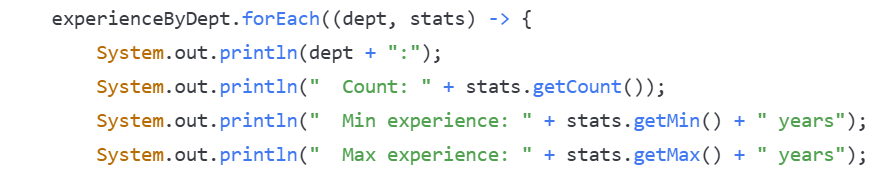 experienceByDept.forEach((dept, stats) -> {
    System.out.println(dept + ":");
    System.out.println("  Count: " + stats.getCount());
    System.out.println("  Min experience: " + stats.getMin() + " years");
    System.out.println("  Max experience: " + stats.getMax() + " years");